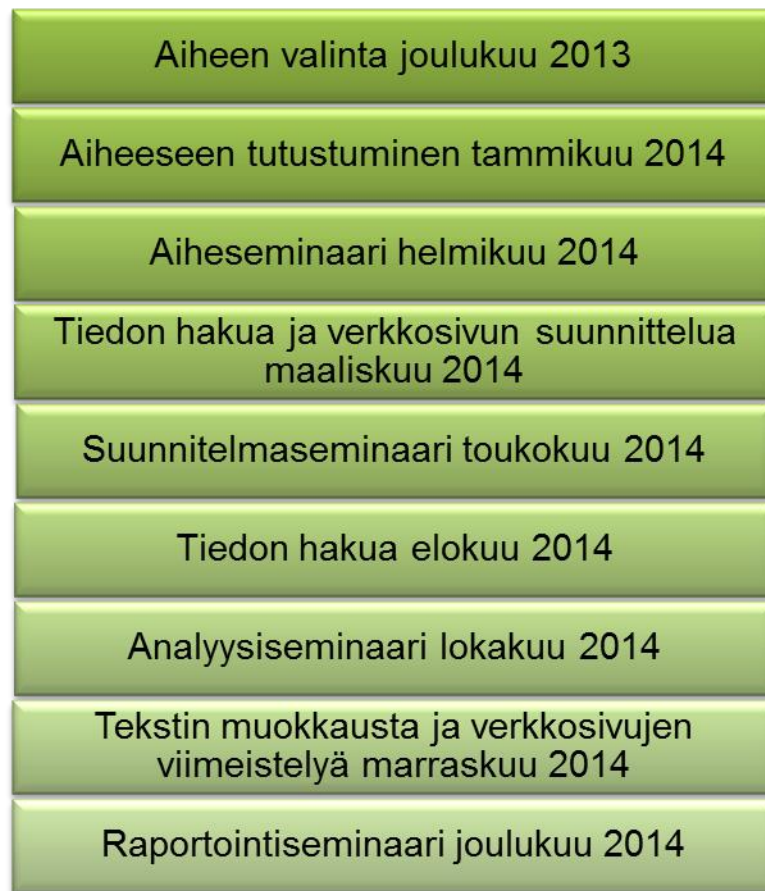 Aiheen valinta joulukuu 2013
Aiheeseen tutustuminen tammikuu 2014
Aiheseminaari helmikuu 2014
Tiedon hakua ja verkkosivun suunnittelua
maaliskuu 2014
Suunnitelmaseminaari toukokuu 2014
Tiedon hakua elokuu 2014
Analyysiseminaari lokakuu 2014
Tekstin muokkausta ja verkkosivujen
viimeistelyä marraskuu 2014
Raportointiseminaari joulukuu 2014